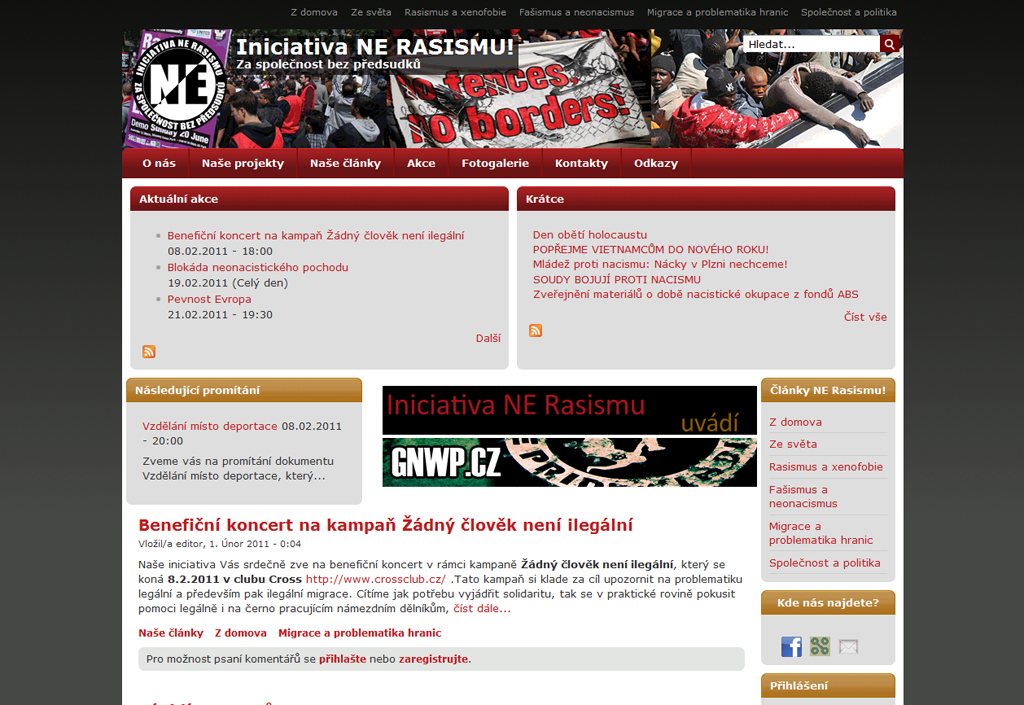 Z domova Ze světa Rasismus a xenofobie Fašismus a neonacismus Migrace a problematika hranic Společnost a politika
INICIATIVA NE RASISMU
NE
ZA SPOLEČNOST BEZ PŘEDSUDKŮ
Demo Sunday 20 June
Iniciativa NE RASISMU!
Za společnost bez předsudků
no fences,
no borders!
Hledat...
O nás Naše projekty Naše články Akce Fotogalerie Kontakty Odkazy
Aktuální akce
Benefiční koncert na kampaň Žádný člověk není ilegální
08.02.2011 - 18:00
Blokáda neonacistického pochodu
19.02.2011 (Celý den)
Pevnost Evropa
21.02.2011 - 19:30
Další
Krátce
Den obětí holocaustu
POPŘEJME VIETNAMCŮM DO NOVÉHO ROKU!
Mládež proti nacismu: Nácky v Plzni nechceme!
SOUDY BOJUJÍ PROTI NACISMU
Zveřejnění materiálů o době nacistické okupace z fondů ABS
Číst vše
Následující promítání
Vzdělání místo deportace 08.02.2011
- 20:00
Zveme vás na promítání dokumentu
Vzdělání místo deportace, který...
Iniciativa NE Rasismu
uvádí
GNWP.CZ
Články NE Rasismu!
Z domova
Ze světa
Rasismus a xenofobie
Fašismus a
neonacismus
Migrace a
problematika hranic
Společnost a politika
Benefiční koncert na kampaň Žádný člověk není ilegální
Vložil/a editor, 1. Únor 2011 - 0:04
Naše iniciativa Vás srdečně zve na benefiční koncert v rámci kampaně Žádný člověk není ilegální, který se
koná 8.2.2011 v clubu Cross http://www.crossclub.cz/ .Tato kampaň si klade za cíl upozornit na problematiku
legální a především pak ilegální migrace. Cítíme jak potřebu vyjádřit solidaritu, tak se v praktické rovině pokusit
pomoci legálně i na černo pracujícím námezdním dělníkům, číst dále...
Naše články Z domova Migrace a problematika hranic
Pro možnost psaní komentářů se přihlašte nebo zaregistrujte.
Kde nás najdete?
Přihlášení